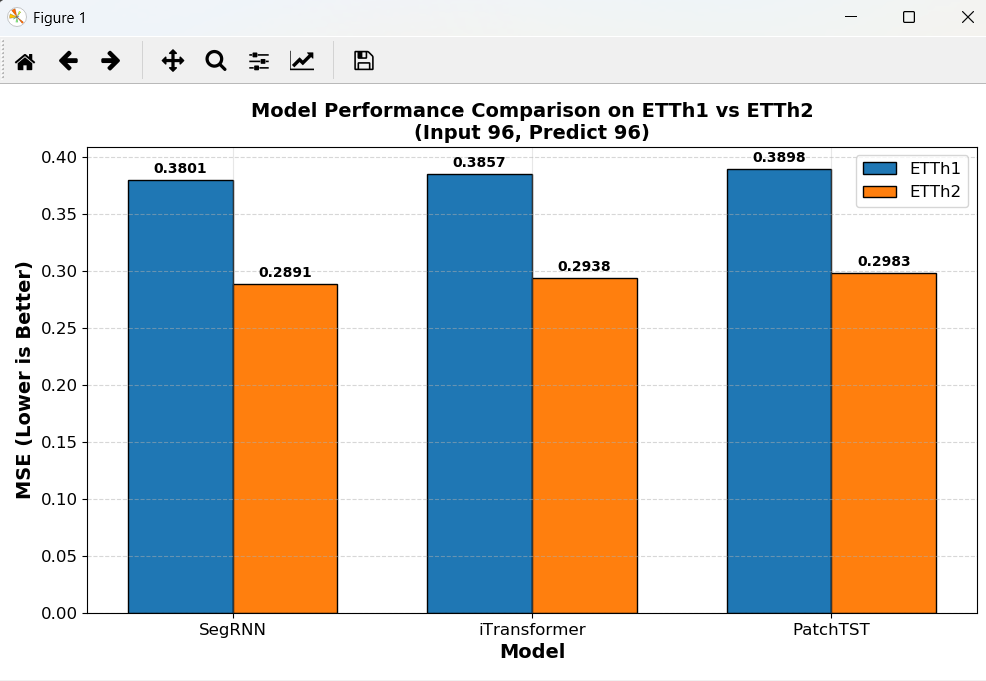 Figure 1
Model Performance Comparison on ETTh1 vs ETTh2
(Input 96, Predict 96)
MSE (Lower is Better)
0.40
0.35
0.30
0.25
0.20
0.15
0.10
0.05
0.00
0.3801
0.2891
0.3857
0.2938
0.3898
0.2983
ETTh1
ETTh2
SegRNN
iTransformer
PatchTST
Model